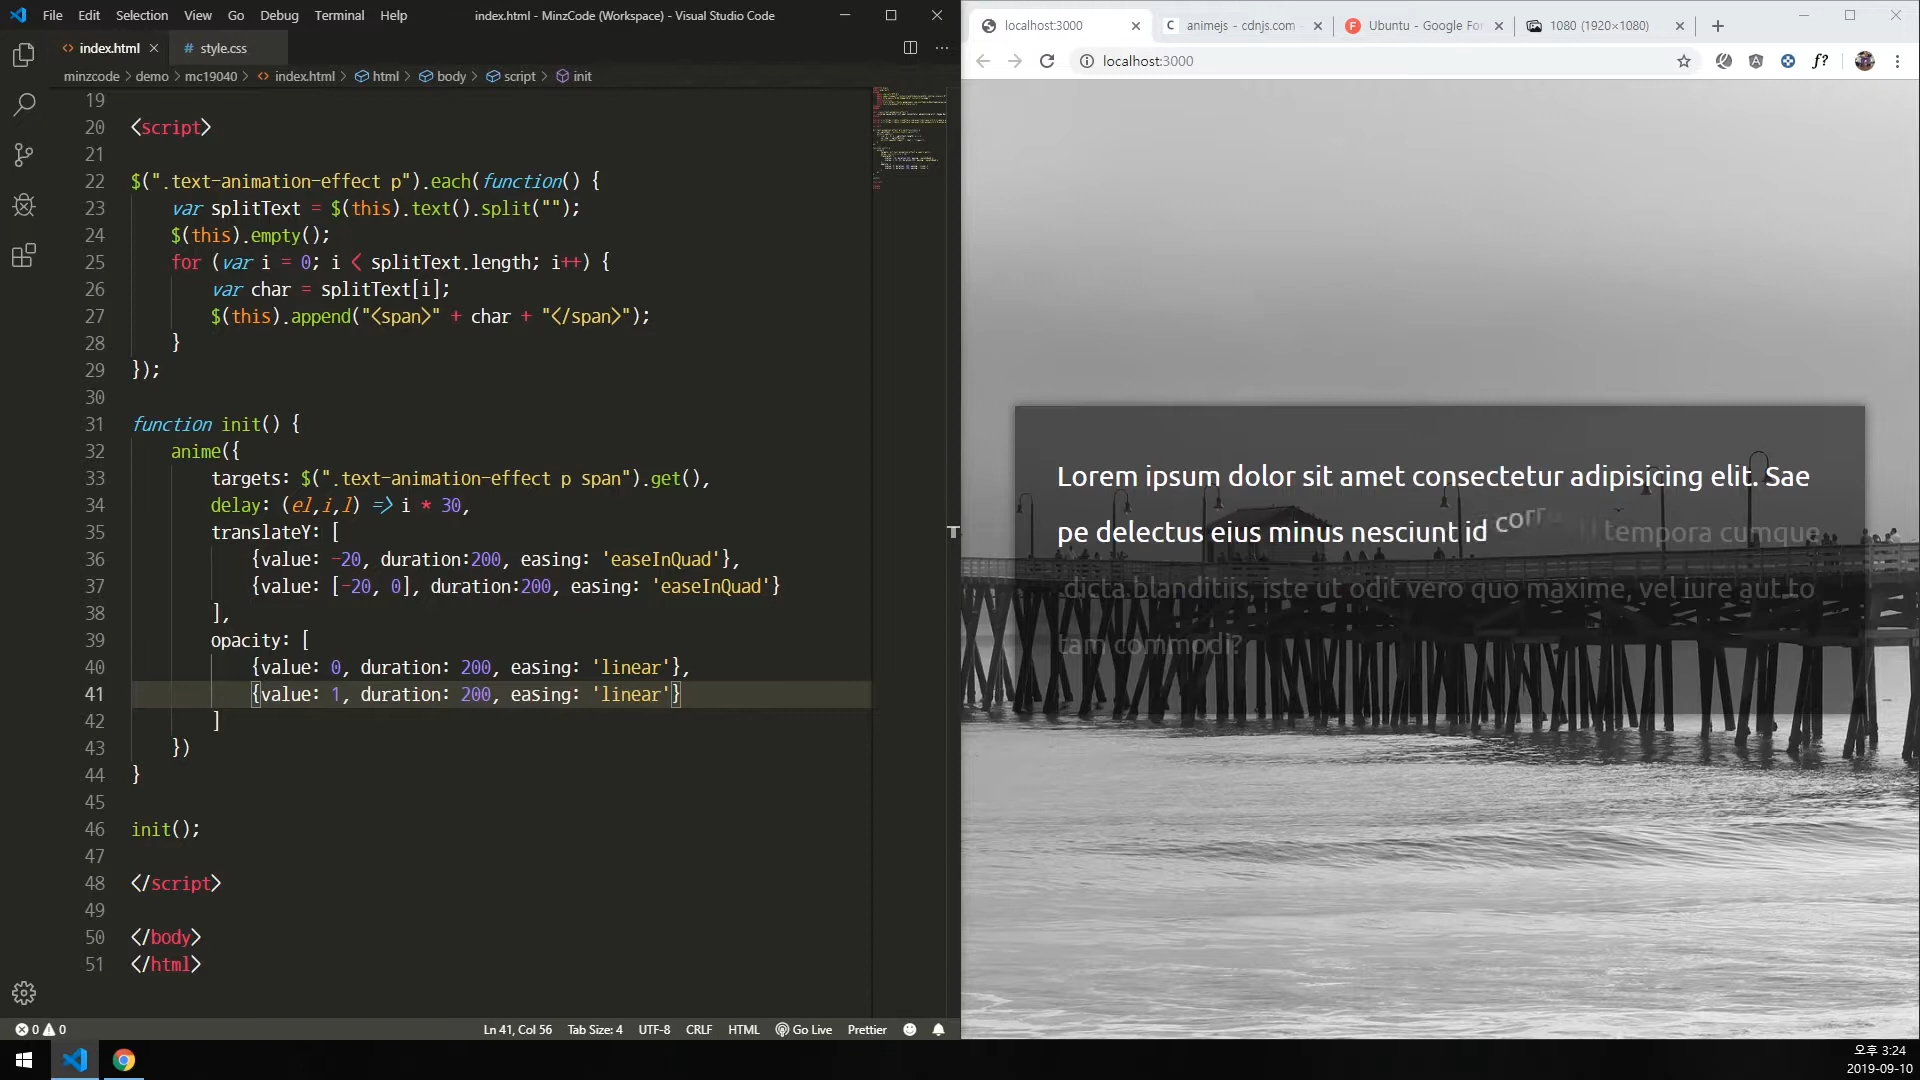 File Edit Selection View Go Debug Terminal Help
index.html - MinzCode (Workspace) - Visual Studio Code
index.html
style.css
minzcode > demo > mc19040 > index.html > html > body > script > init
19
20 <script>
21
22 $(".text-animation-effect p").each(function() {
23 var splitText = $(this).text().split("");
24 $(this).empty();
25 for (var i = 0; i < splitText.length; i++) {
26 var char = splitText[i];
27 $(this).append("<span>" + char + "</span>");
28 }
29 });
30
31 function init() {
32 anime({
33 targets: $(".text-animation-effect p span").get(),
34 delay: (el,i,l) => i * 30,
35 translateY: [
36 {value: -20, duration:200, easing: 'easeInQuad'},
37 {value: [-20, 0], duration:200, easing: 'easeInQuad'}
38 ],
39 opacity: [
40 {value: 0, duration: 200, easing: 'linear'},
41 {value: 1, duration: 200, easing: 'linear'}
42 ]
43 })
44 }
45
46 init();
47
48 </script>
49
50 </body>
51 </html>
0 0
Ln 41, Col 56 Tab Size: 4 UTF-8 CRLF HTML Go Live Prettier
localhost:3000
animejs - cdnjs.com
Ubuntu - Google Fo
1080 (1920×1080)
localhost:3000
f?
Lorem ipsum dolor sit amet consectetur adipisicing elit. Sae
pe delectus eius minus nesciunt id corr tempora cumque
dicta blanditiis, iste ut odit vero quo maxime, vel iure aut to
tam commodi?
오후 3:24
2019-09-10